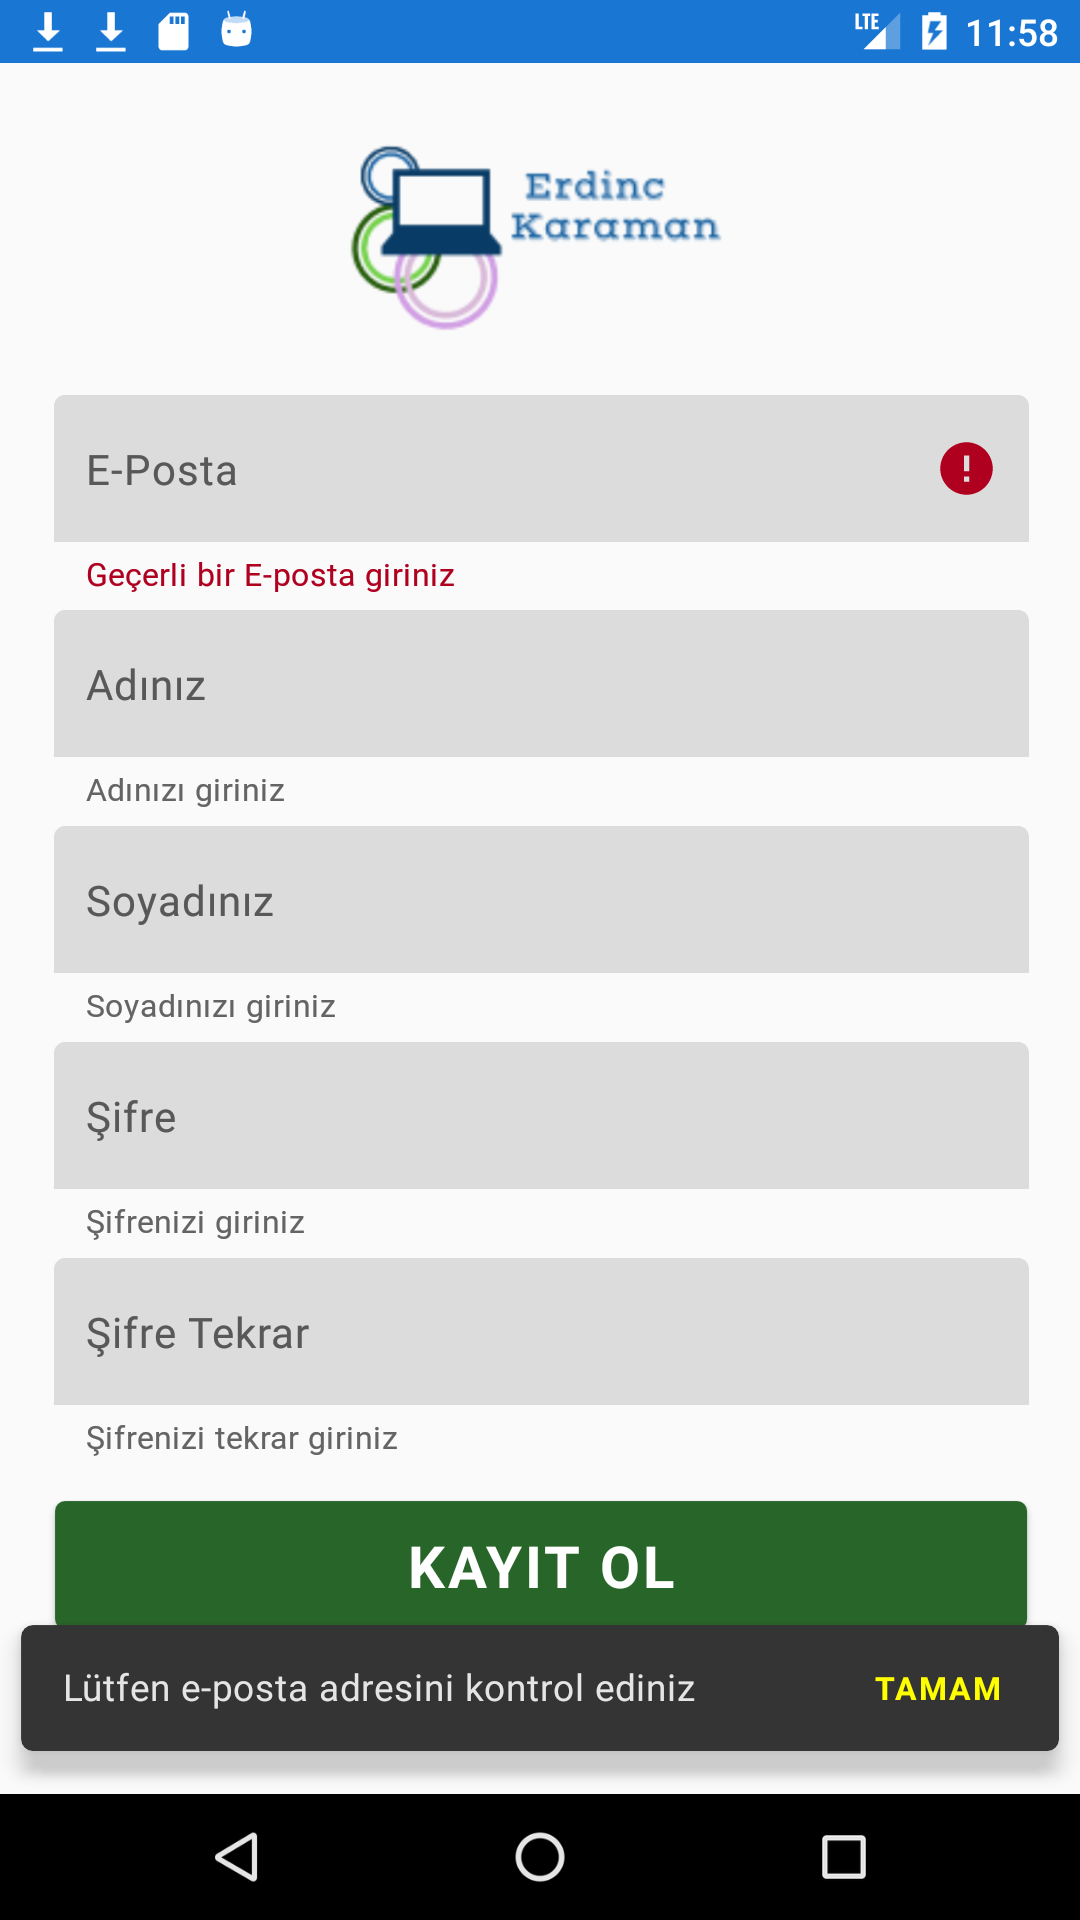 LTE 11:58
Erdinc
Karaman
E-Posta
Geçerli bir E-posta giriniz
Adınız
Adınızı giriniz
Soyadınız
Soyadınızı giriniz
Şifre
Şifrenizi giriniz
Şifre Tekrar
Şifrenizi tekrar giriniz
KAYIT OL
Lütfen e-posta adresini kontrol ediniz TAMAM